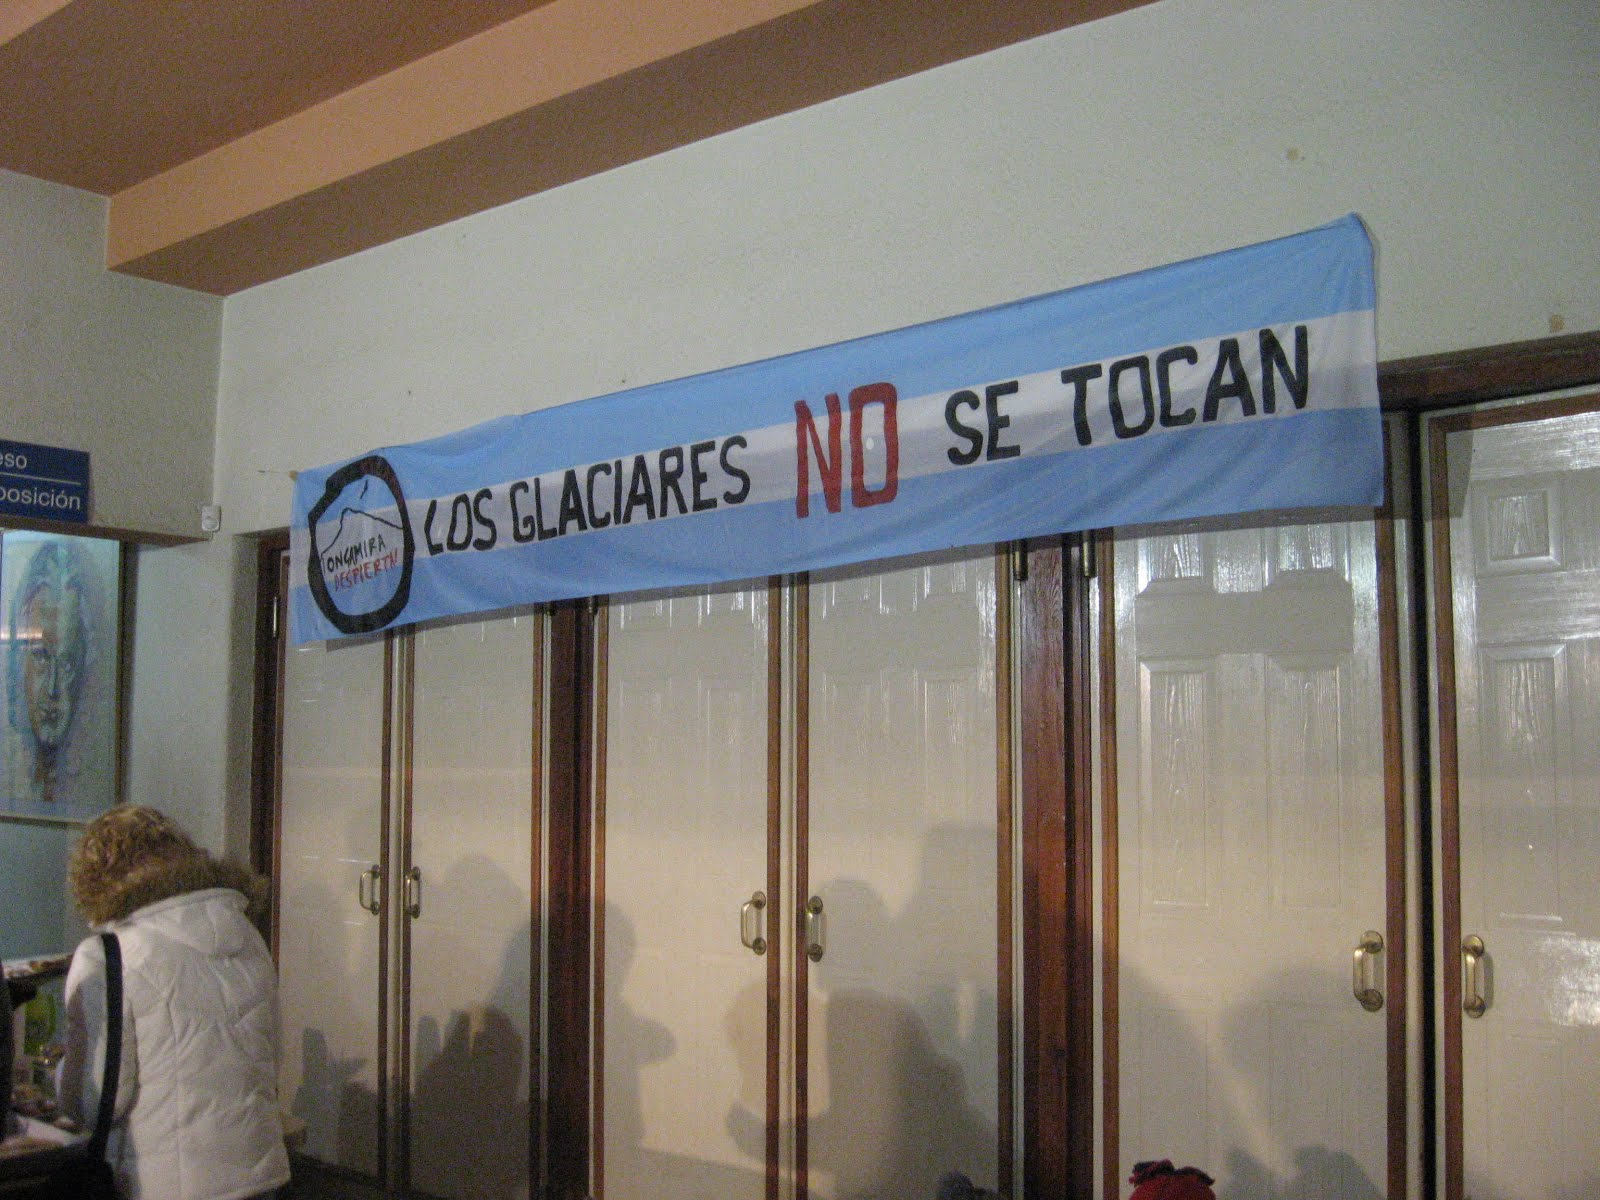 eso
posición
LOS GLACIARES NO SE TOCAN
ONGAMIRA
DESPIERTA!